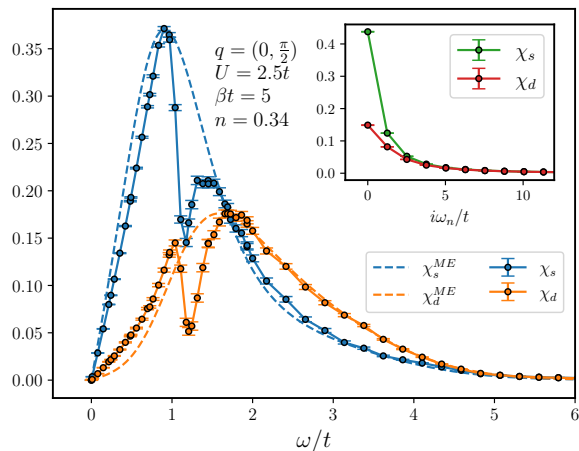 0.35
0.30
0.25
0.20
0.15
0.10
0.05
0.00
0 1 2 3 4 5 6
ω/t
q = (0, π/2)
U = 2.5t
βt = 5
n = 0.34
0.4
0.3
0.2
0.1
0.0
0 5 10
iω_n/t
χ_s
χ_d
χ_s^{ME} χ_s
χ_d^{ME} χ_d